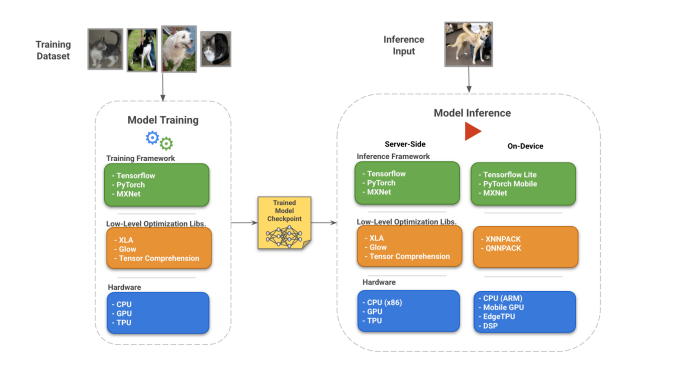 Training
Dataset
Inference
Input
Model Training
Training Framework
- Tensorflow
- PyTorch
- MXNet
Low-Level Optimization Libs.
- XLA
- Glow
- Tensor Comprehension
Hardware
- CPU
- GPU
- TPU
Trained
Model
Checkpoint
Model Inference
Server-Side
On-Device
Inference Framework
- Tensorflow
- PyTorch
- MXNet
- Tensorflow Lite
- PyTorch Mobile
- MXNet
Low-Level Optimization Libs.
- XLA
- Glow
- Tensor Comprehension
- XNNPACK
- QNNPACK
Hardware
- CPU (x86)
- GPU
- TPU
- CPU (ARM)
- Mobile GPU
- EdgeTPU
- DSP